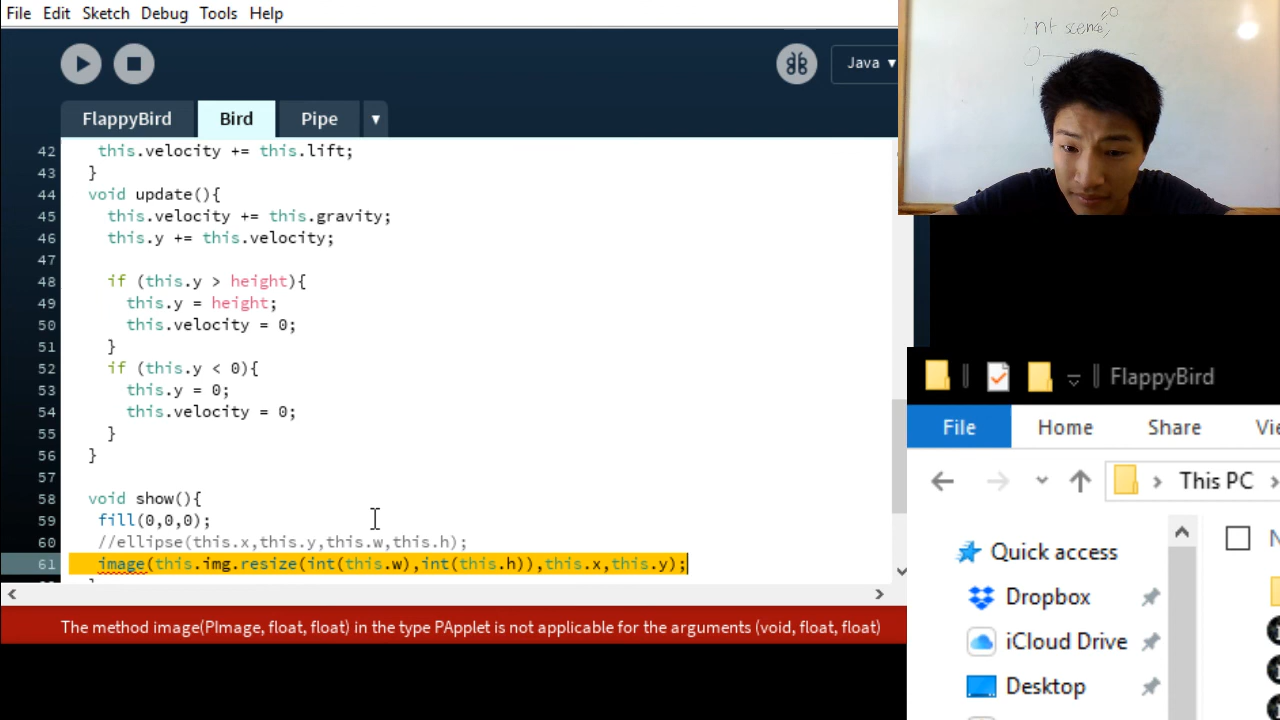 File Edit Sketch Debug Tools Help
Java ▼
FlappyBird Bird Pipe ▼
42 this.velocity += this.lift;
43 }
44 void update(){
45 this.velocity += this.gravity;
46 this.y += this.velocity;
47
48 if (this.y > height){
49 this.y = height;
50 this.velocity = 0;
51 }
52 if (this.y < 0){
53 this.y = 0;
54 this.velocity = 0;
55 }
56 }
57
58 void show(){
59 fill(0,0,0);
60 //ellipse(this.x,this.y,this.w,this.h);
61 image(this.img.resize(int(this.w),int(this.h)),this.x,this.y);
The method image(PImage, float, float) in the type PApplet is not applicable for the arguments (void, float, float)
int scene
FlappyBird
File Home Share Vie
This PC
Quick access
Dropbox
iCloud Drive
Desktop